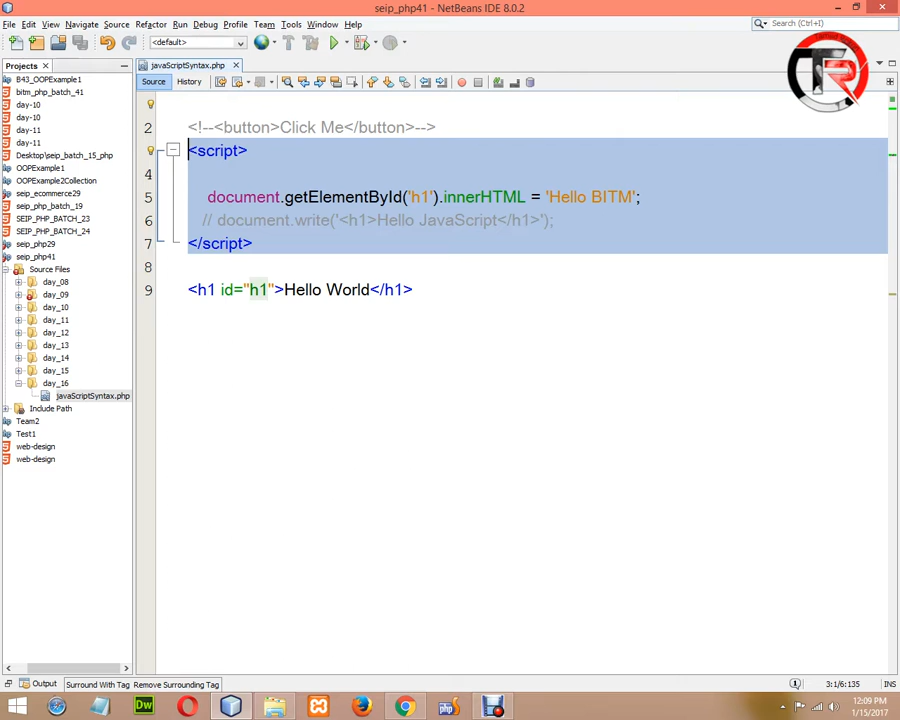 seip_php41 - NetBeans IDE 8.0.2
File Edit View Navigate Source Refactor Run Debug Profile Team Tools Window Help
Search (Ctrl+I)
<default>
Projects
javaScriptSyntax.php
Source History
B43_OOPExample1
bitm_php_batch_41
day-10
day-10
day-11
day-11
Desktop\seip_batch_15_php
OOPExample1
OOPExample2Collection
seip_ecommerce29
seip_php_batch_19
SEIP_PHP_BATCH_23
SEIP_PHP_BATCH_24
seip_php29
seip_php41
Source Files
day_08
day_09
day_10
day_11
day_12
day_13
day_14
day_15
day_16
javaScriptSyntax.php
Include Path
Team2
Test1
web-design
web-design
2 <!--<button>Click Me</button>-->
<script>
4
5 document.getElementById('h1').innerHTML = 'Hello BITM';
6 // document.write('<h1>Hello JavaScript</h1>');
7 </script>
8
9 <h1 id="h1">Hello World</h1>
TR
Output Surround With Tag Remove Surrounding Tag
3:1/6:135 INS
Dw
12:09 PM
1/15/2017